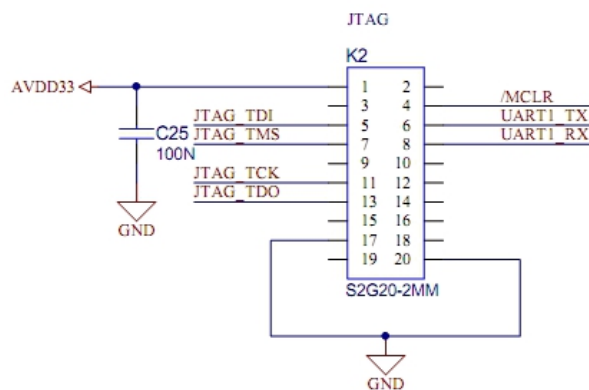 JTAG
K2
AVDD33
1 2
3 4 /MCLR
JTAG_TDI 5 6 UART1_TX
C25 JTAG_TMS 7 8 UART1_RX
100N 9 10
JTAG_TCK 11 12
JTAG_TDO 13 14
15 16
GND 17 18
19 20
S2G20-2MM
GND